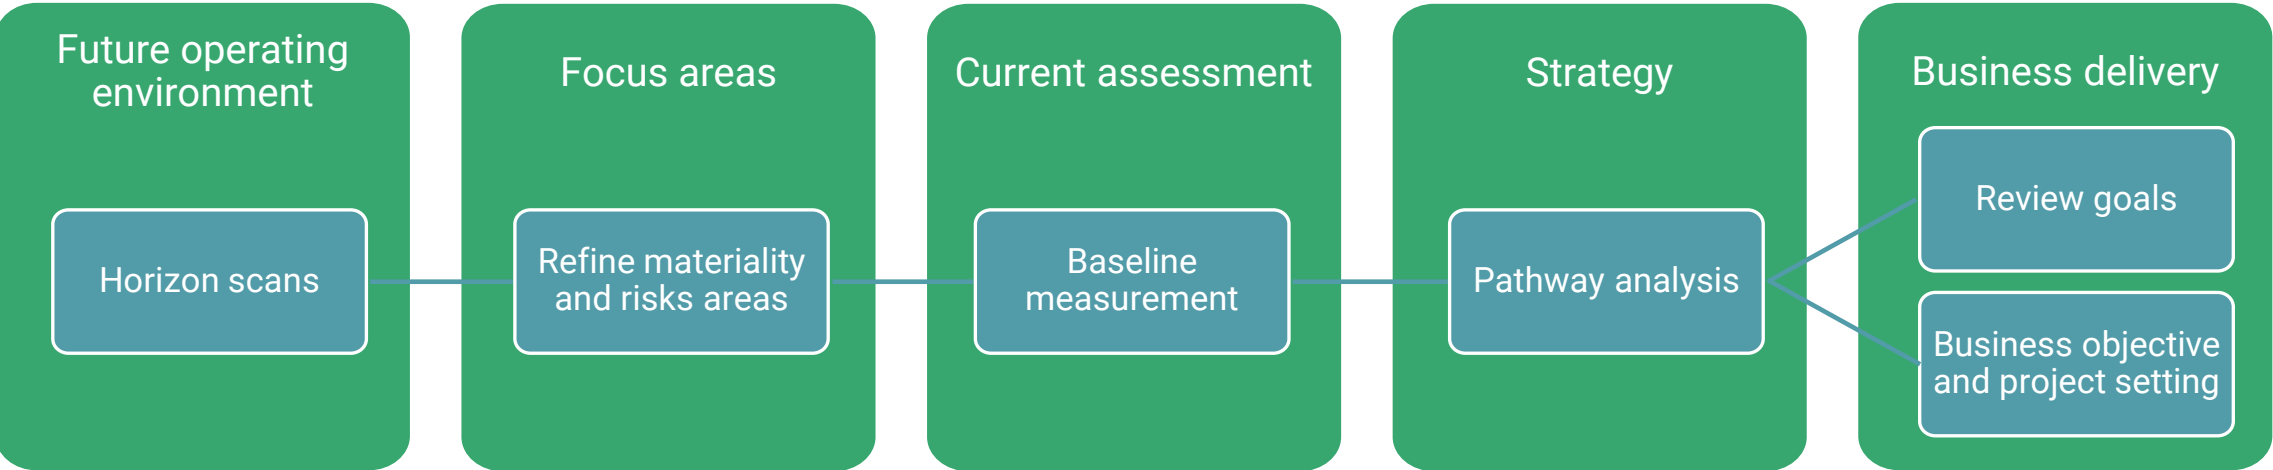 Future operating
environment
Horizon scans
Focus areas
Refine materiality
and risks areas
Current assessment
Baseline
measurement
Strategy
Pathway analysis
Business delivery
Review goals
Business objective
and project setting